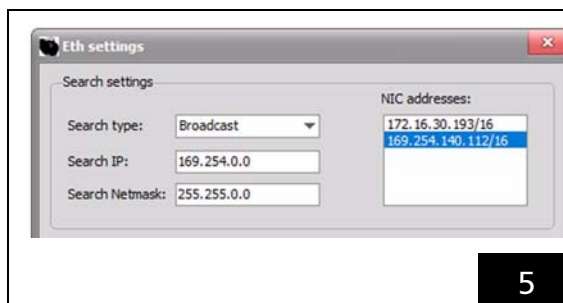 Eth settings
Search settings
NIC addresses:
Search type: Broadcast
172.16.30.193/16
169.254.140.112/16
Search IP: 169.254.0.0
Search Netmask: 255.255.0.0
5